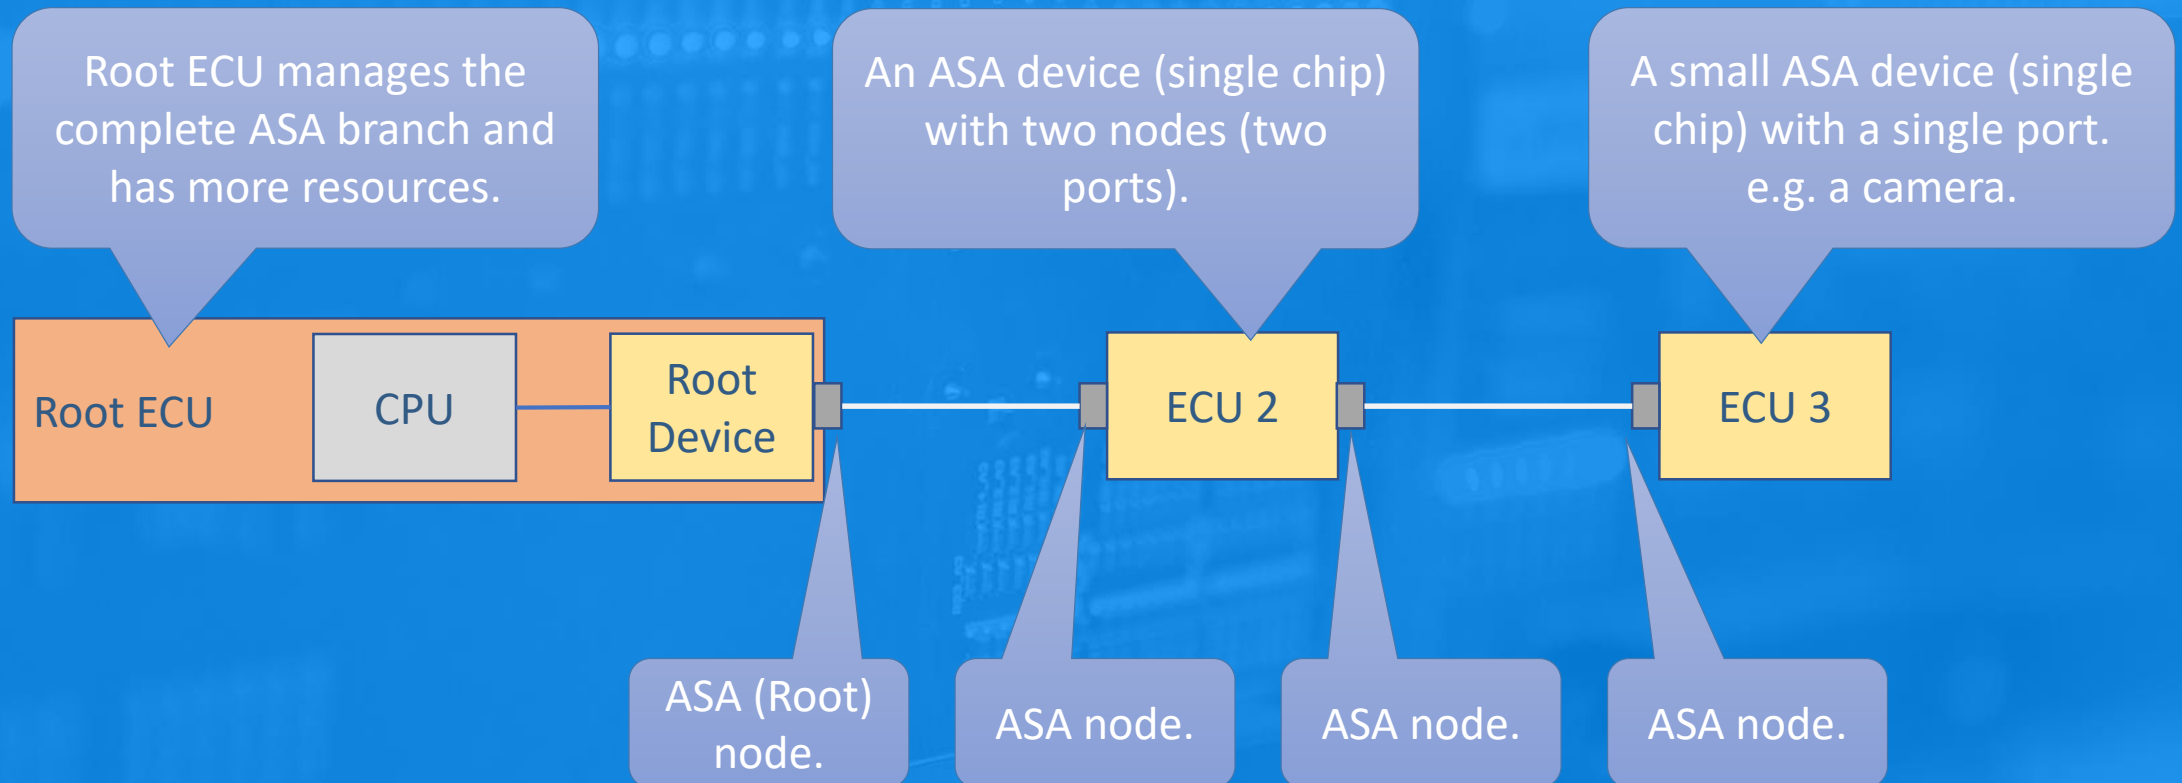 Root ECU manages the
complete ASA branch and
has more resources.
An ASA device (single chip)
with two nodes (two
ports).
A small ASA device (single
chip) with a single port.
e.g. a camera.
Root ECU
CPU
Root
Device
ECU 2
ECU 3
ASA (Root)
node.
ASA node.
ASA node.
ASA node.